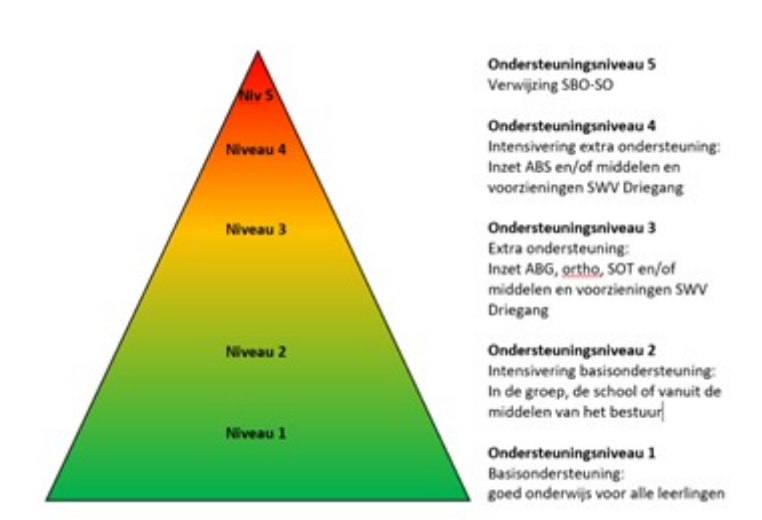 Niv 5
Niveau 4
Niveau 3
Niveau 2
Niveau 1
Ondersteuningsniveau 5
Verwijzing SBO-SO
Ondersteuningsniveau 4
Intensivering extra ondersteuning:
Inzet ABS en/of middelen en
voorzieningen SWV Driegang
Ondersteuningsniveau 3
Extra ondersteuning:
Inzet ABG, ortho, SOT en/of
middelen en voorzieningen SWV
Driegang
Ondersteuningsniveau 2
Intensivering basisondersteuning:
In de groep, de school of vanuit de
middelen van het bestuur
Ondersteuningsniveau 1
Basisondersteuning:
goed onderwijs voor alle leerlingen